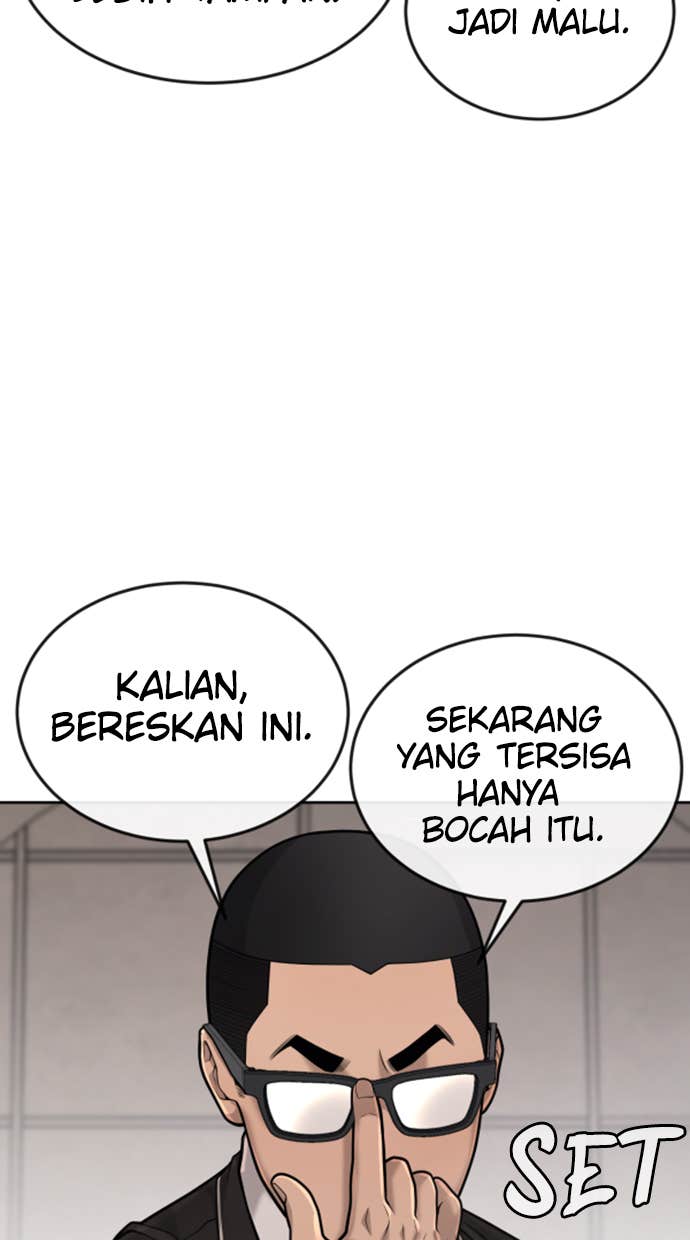 JADI MALU.
KALIAN,
BERESKAN INI.
SEKARANG
YANG TERSISA
HANYA
BOCAH ITU.
SET